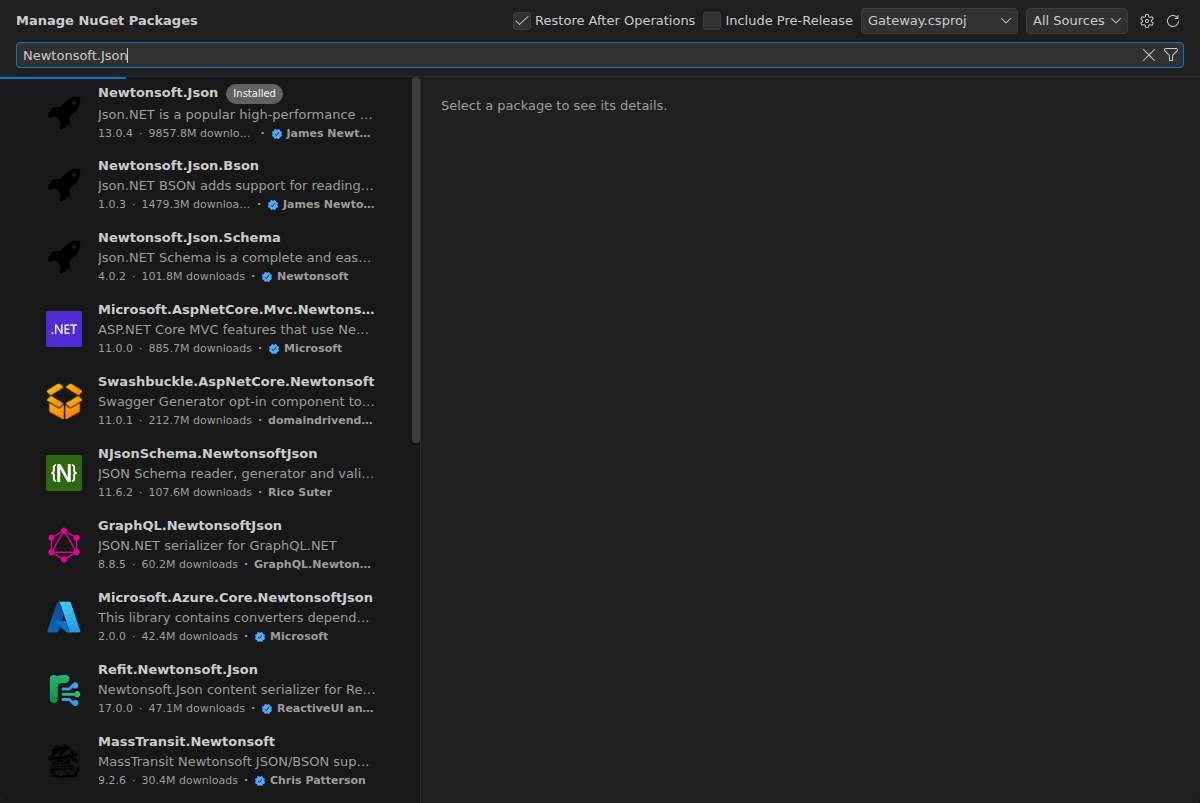 Manage NuGet Packages
Restore After Operations
Include Pre-Release
Gateway.csproj
All Sources
Newtonsoft.Json
Newtonsoft.Json Installed
Json.NET is a popular high-performance ...
13.0.4 · 9857.8M downlo... · James Newt...
Newtonsoft.Json.Bson
Json.NET BSON adds support for reading...
1.0.3 · 1479.3M downloa... · James Newto...
Newtonsoft.Json.Schema
Json.NET Schema is a complete and eas...
4.0.2 · 101.8M downloads · Newtonsoft
.NET
Microsoft.AspNetCore.Mvc.Newtons...
ASP.NET Core MVC features that use Ne...
11.0.0 · 885.7M downloads · Microsoft
Swashbuckle.AspNetCore.Newtonsoft
Swagger Generator opt-in component to...
11.0.1 · 212.7M downloads · domaindrivend...
{N}
NJsonSchema.NewtonsoftJson
JSON Schema reader, generator and vali...
11.6.2 · 107.6M downloads · Rico Suter
GraphQL.NewtonsoftJson
JSON.NET serializer for GraphQL.NET
8.8.5 · 60.2M downloads · GraphQL.Newton...
Microsoft.Azure.Core.NewtonsoftJson
This library contains converters depend...
2.0.0 · 42.4M downloads · Microsoft
Refit.Newtonsoft.Json
Newtonsoft.Json content serializer for Re...
17.0.0 · 47.1M downloads · ReactiveUI an...
MassTransit.Newtonsoft
MassTransit Newtonsoft JSON/BSON sup...
9.2.6 · 30.4M downloads · Chris Patterson
Select a package to see its details.